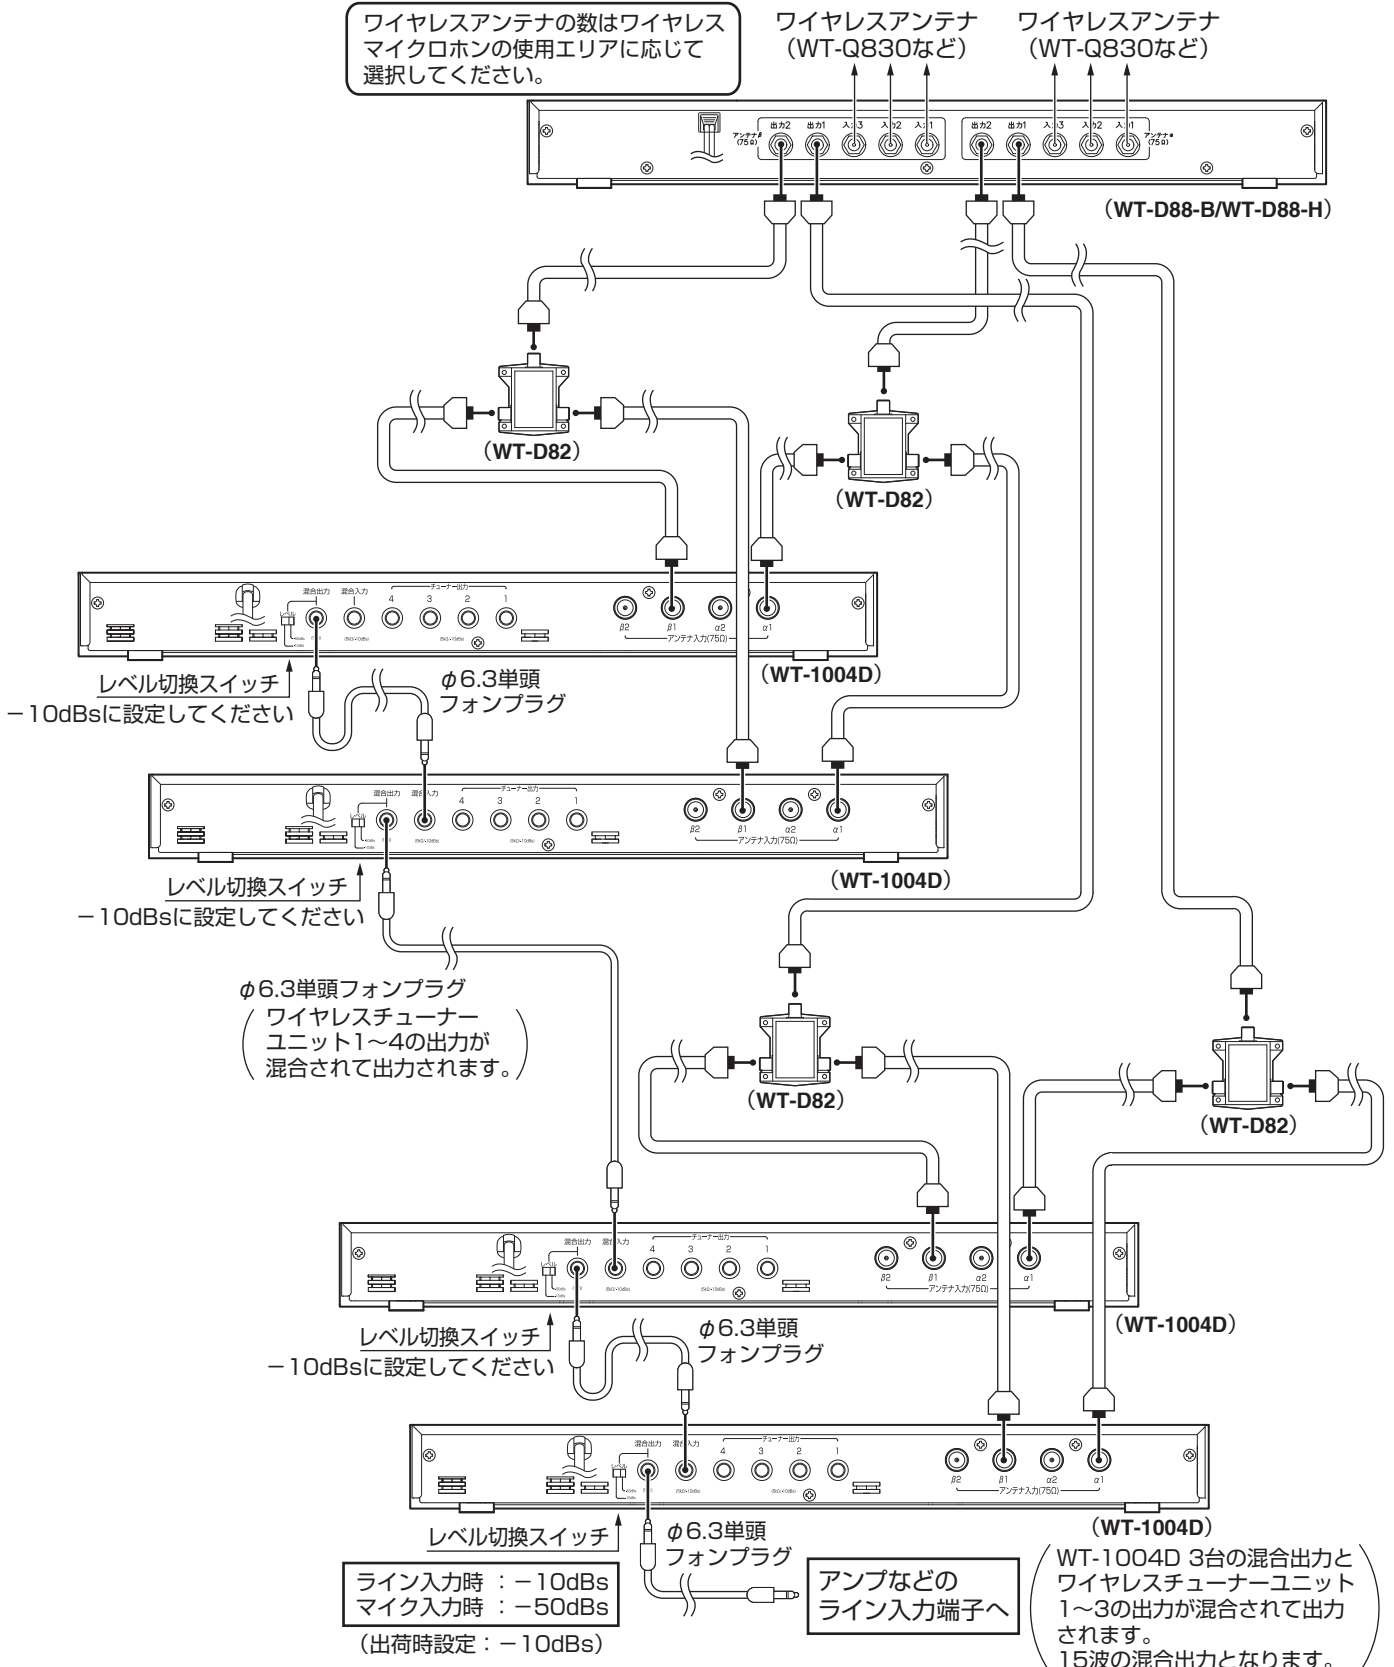 ワイヤレスアンテナの数はワイヤレス
マイクロホンの使用エリアに応じて
選択してください。
ワイヤレスアンテナ
（WT-Q830など）
ワイヤレスアンテナ
（WT-Q830など）
アンテナβ
(75Ω)
出力2
出力1
入力3
入力2
入力1
出力2
出力1
入力3
入力2
入力1
アンテナα
(75Ω)
（WT-D88-B/WT-D88-H）
（WT-D82）
（WT-D82）
レベル
混合出力
混合入力
チューナー出力
4
3
2
1
β2
β1
α2
α1
アンテナ入力(75Ω)
（WT-1004D）
レベル切換スイッチ
－10dBsに設定してください
φ6.3単頭
フォンプラグ
レベル
混合出力
混合入力
チューナー出力
4
3
2
1
β2
β1
α2
α1
アンテナ入力(75Ω)
（WT-1004D）
レベル切換スイッチ
－10dBsに設定してください
φ6.3単頭フォンプラグ
（ワイヤレスチューナー
ユニット1～4の出力が
混合されて出力されます。）
（WT-D82）
（WT-D82）
レベル
混合出力
混合入力
チューナー出力
4
3
2
1
β2
β1
α2
α1
アンテナ入力(75Ω)
（WT-1004D）
レベル切換スイッチ
－10dBsに設定してください
φ6.3単頭
フォンプラグ
レベル
混合出力
混合入力
チューナー出力
4
3
2
1
β2
β1
α2
α1
アンテナ入力(75Ω)
（WT-1004D）
レベル切換スイッチ
ライン入力時 ：－10dBs
マイク入力時 ：－50dBs
（出荷時設定：－10dBs）
φ6.3単頭
フォンプラグ
アンプなどの
ライン入力端子へ
（WT-1004D 3台の混合出力と
ワイヤレスチューナーユニット
1～3の出力が混合されて出力
されます。
15波の混合出力となります。）